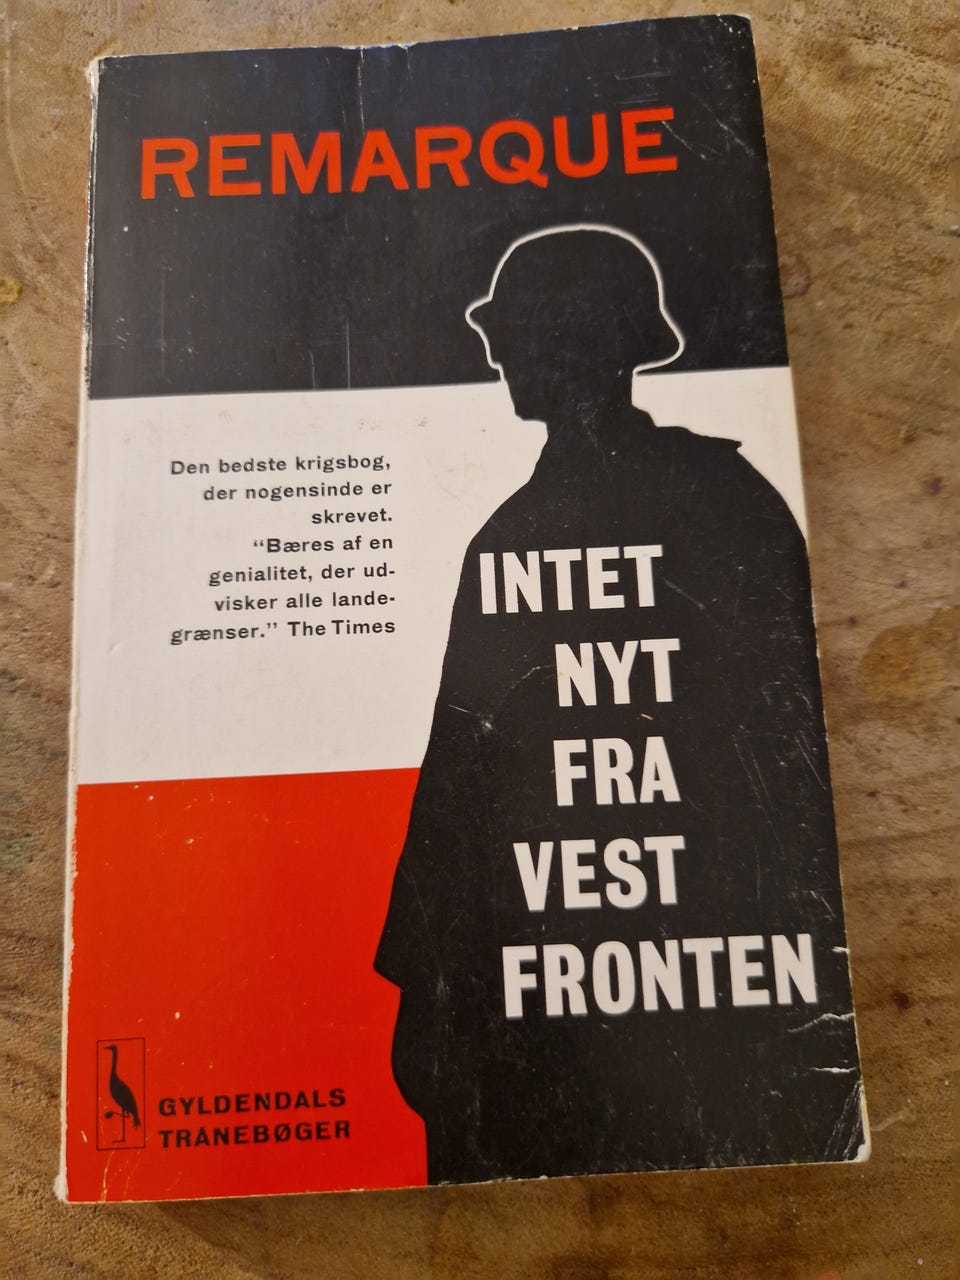 REMARQUE
Den bedste krigsbog,
der nogensinde er
skrevet.
“Bæres af en
genialitet, der ud-
visker alle lande-
grænser.” The Times
INTET
NYT
FRA
VEST
FRONTEN
GYLDENDALS
TRANEBØGER